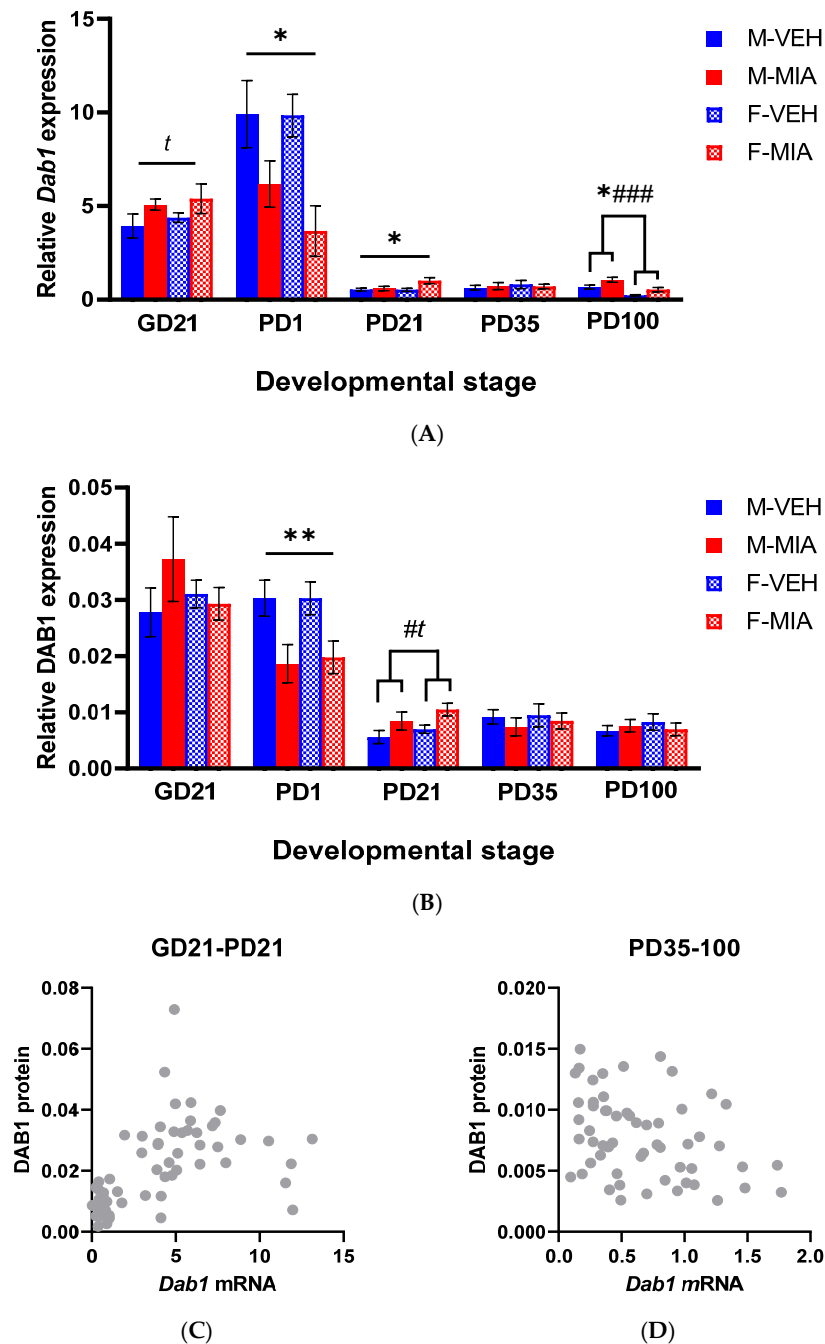 M-VEH
M-MIA
F-VEH
F-MIA
Relative Dab1 expression
15
10
5
0
t
*
*
*###
GD21 PD1 PD21 PD35 PD100
Developmental stage
(A)
M-VEH
M-MIA
F-VEH
F-MIA
Relative DAB1 expression
0.05
0.04
0.03
0.02
0.01
0.00
**
#t
GD21 PD1 PD21 PD35 PD100
Developmental stage
(B)
GD21-PD21
DAB1 protein
0.08
0.06
0.04
0.02
0.00
0 5 10 15
Dab1 mRNA
(C)
PD35-100
DAB1 protein
0.020
0.015
0.010
0.005
0.000
0.0 0.5 1.0 1.5 2.0
Dab1 mRNA
(D)